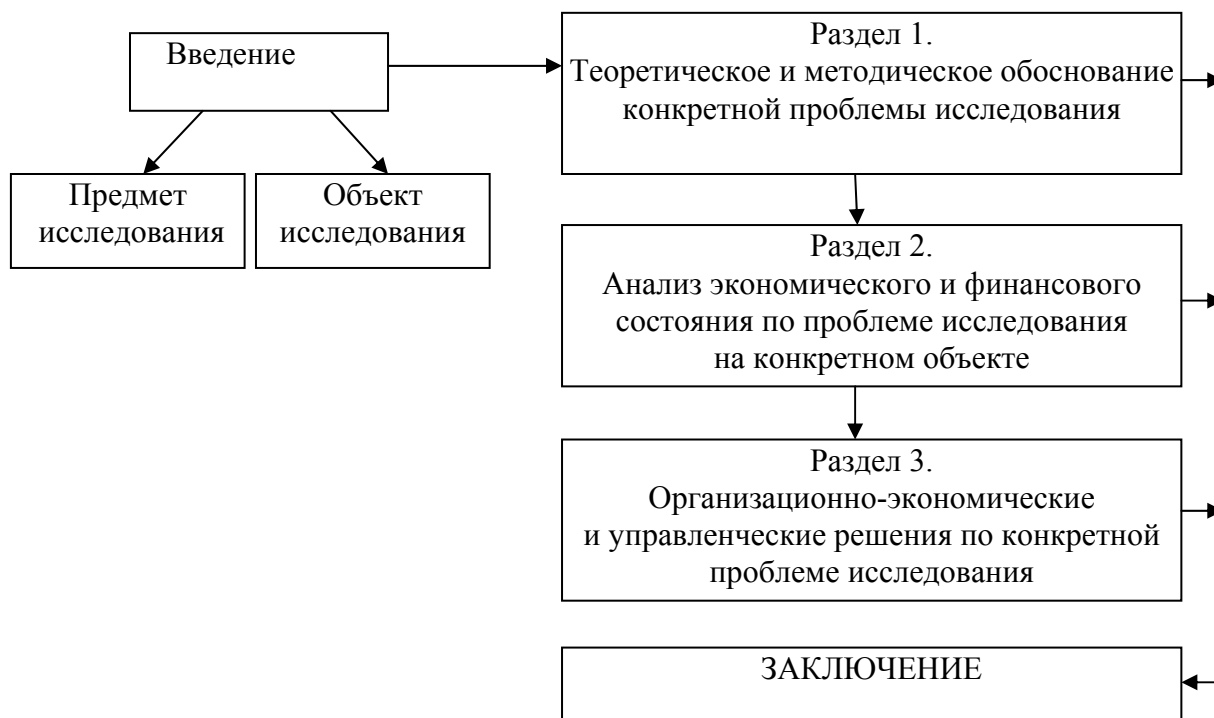 Введение
Предмет
исследования
Объект
исследования
Раздел 1.
Теоретическое и методическое обоснование
конкретной проблемы исследования
Раздел 2.
Анализ экономического и финансового
состояния по проблеме исследования
на конкретном объекте
Раздел 3.
Организационно-экономические
и управленческие решения по конкретной
проблеме исследования
ЗАКЛЮЧЕНИЕ